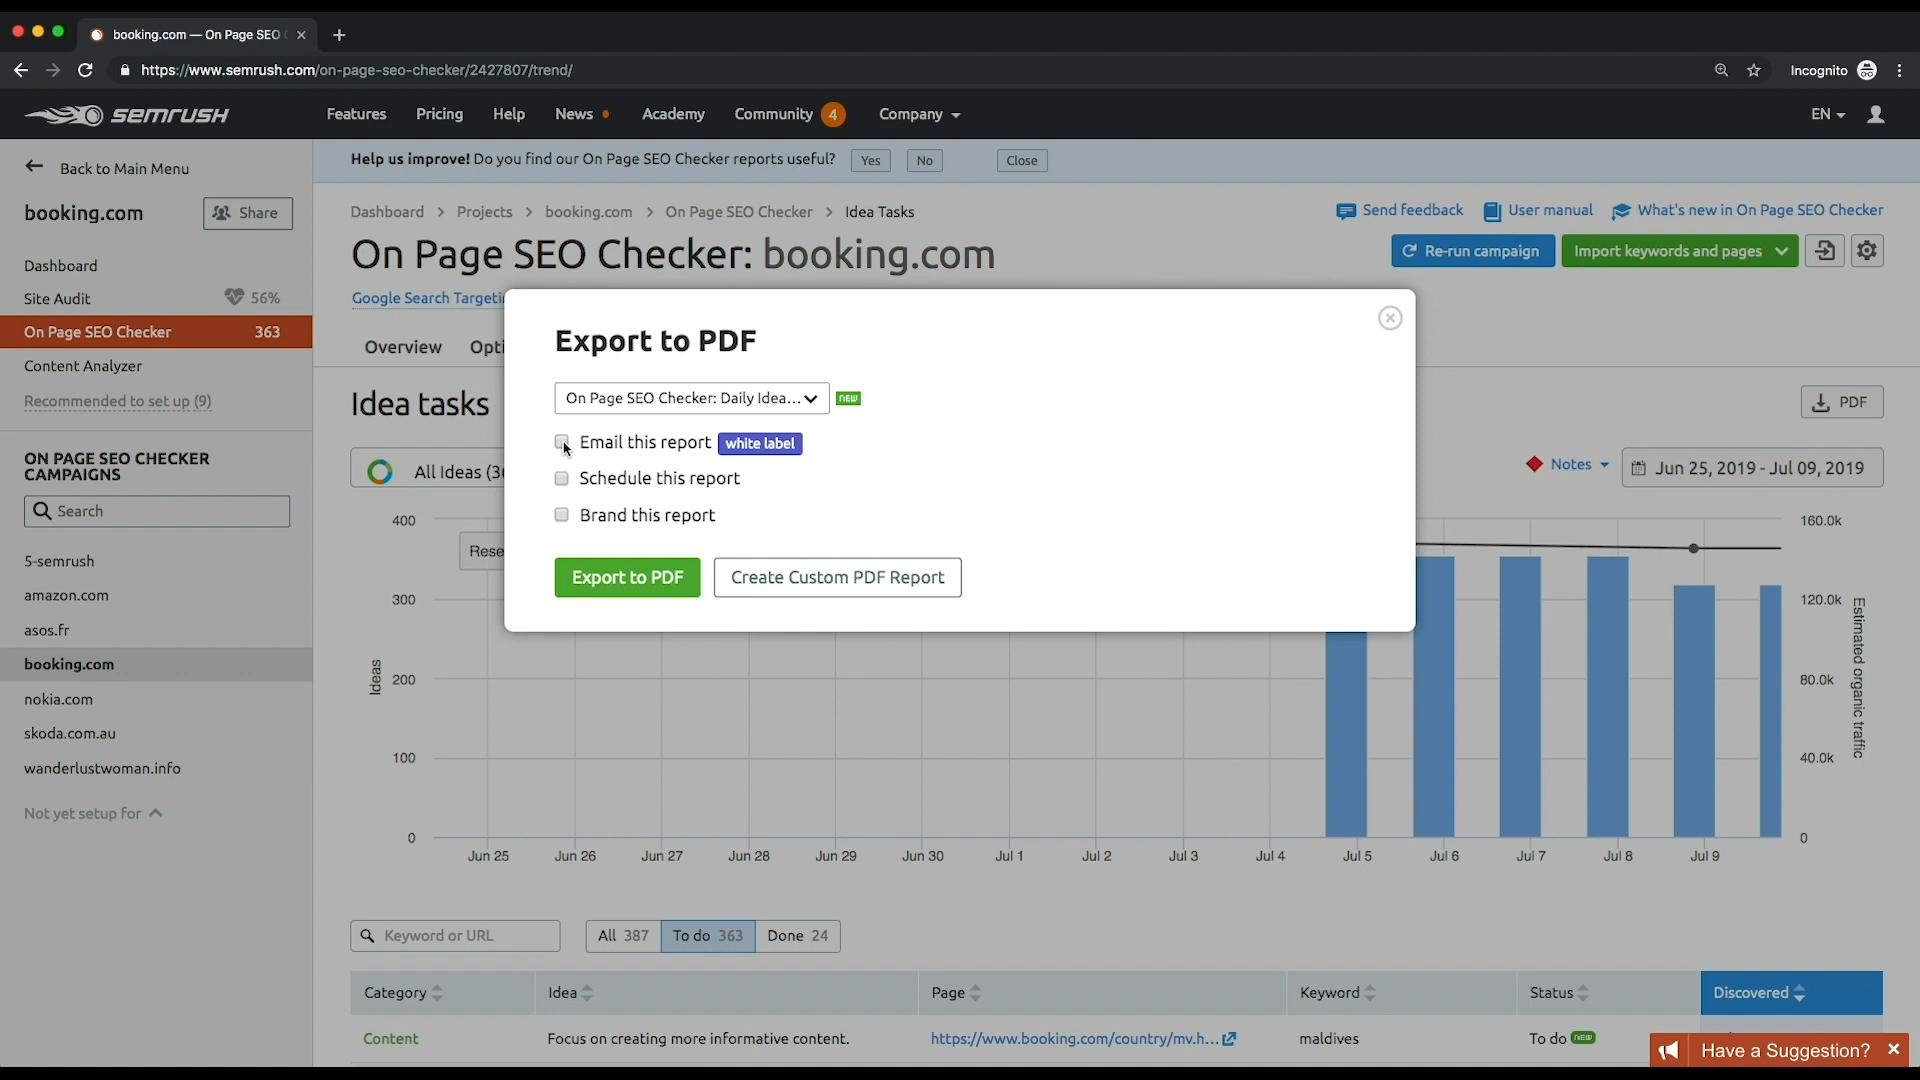 booking.com — On Page SEO
https://www.semrush.com/on-page-seo-checker/2427807/trend/
Incognito
semrush
Features
Pricing
Help
News
Academy
Community 4
Company
EN
Back to Main Menu
booking.com
Share
Dashboard
Site Audit 56%
On Page SEO Checker 363
Content Analyzer
Recommended to set up (9)
ON PAGE SEO CHECKER
CAMPAIGNS
Search
5-semrush
amazon.com
asos.fr
booking.com
nokia.com
skoda.com.au
wanderlustwoman.info
Not yet setup for
Help us improve! Do you find our On Page SEO Checker reports useful?
Yes
No
Close
Dashboard > Projects > booking.com > On Page SEO Checker > Idea Tasks
Send feedback
User manual
What's new in On Page SEO Checker
On Page SEO Checker: booking.com
Re-run campaign
Import keywords and pages
Google Search
Overview
Idea tasks
PDF
All Ideas
Notes
Jun 25, 2019 - Jul 09, 2019
Export to PDF
On Page SEO Checker: Daily Idea...
new
Email this report white label
Schedule this report
Brand this report
Export to PDF
Create Custom PDF Report
400
300
200
100
0
Ideas
160.0k
120.0k
80.0k
40.0k
0
Estimated organic traffic
Jun 25
Jun 26
Jun 27
Jun 28
Jun 29
Jun 30
Jul 1
Jul 2
Jul 3
Jul 4
Jul 5
Jul 6
Jul 7
Jul 8
Jul 9
Keyword or URL
All 387
To do 363
Done 24
Category
Idea
Page
Keyword
Status
Discovered
Content
Focus on creating more informative content.
https://www.booking.com/country/mv.h...
maldives
To do new
Have a Suggestion?